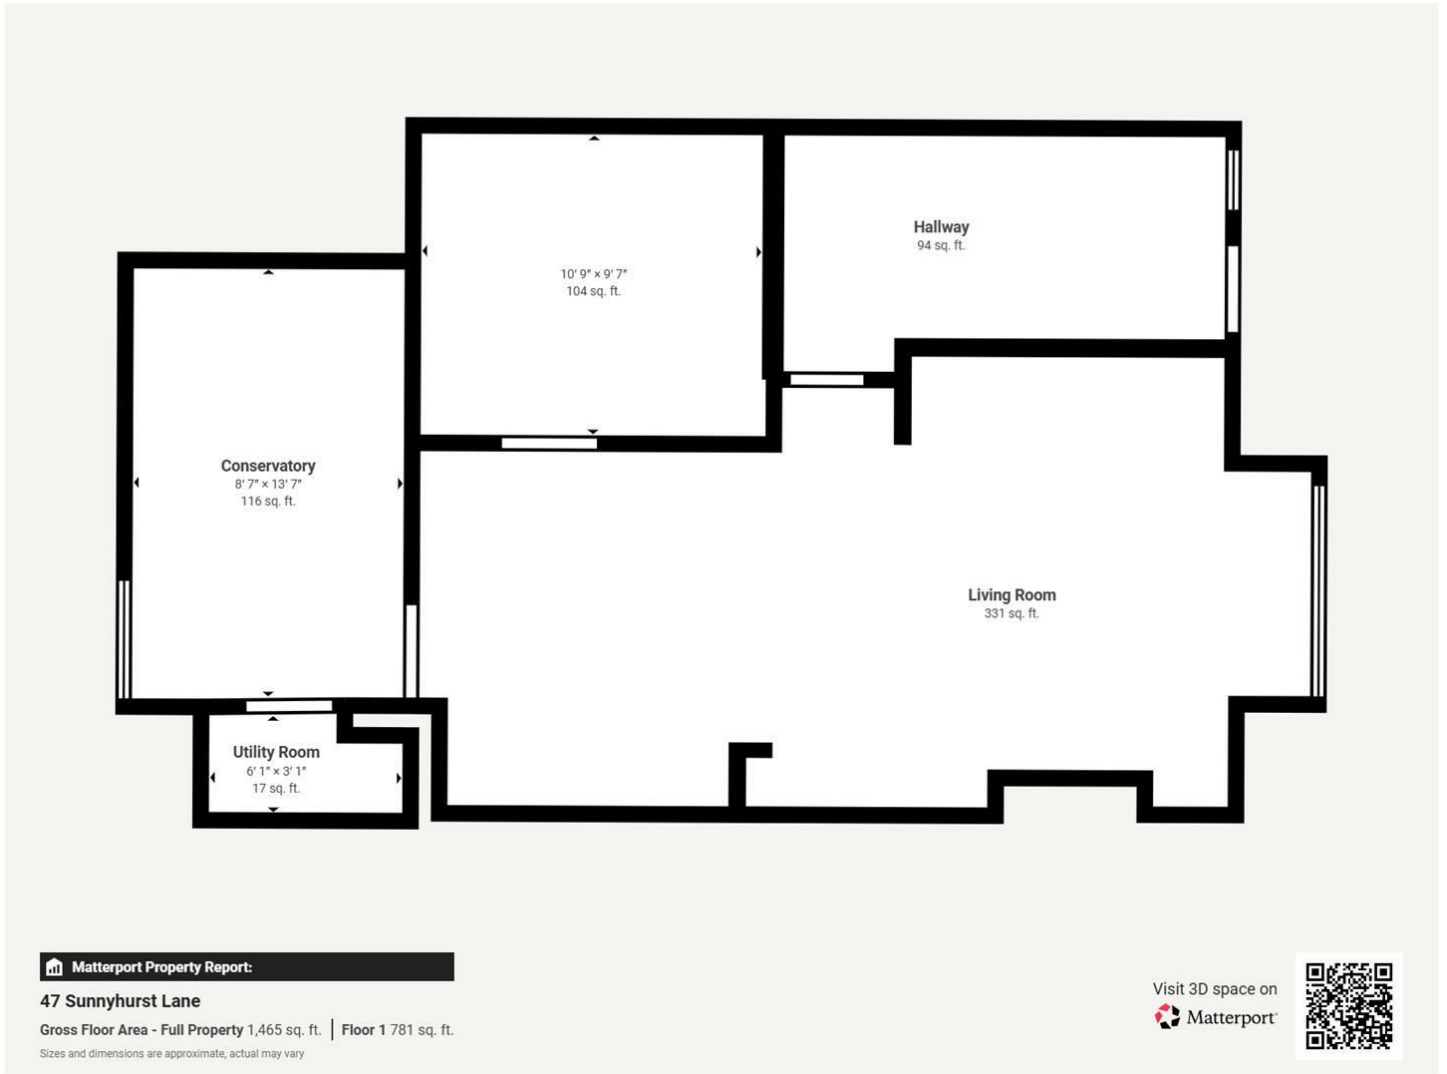 Hallway
94 sq. ft.
10' 9" × 9' 7"
104 sq. ft.
Conservatory
8' 7" × 13' 7"
116 sq. ft.
Living Room
331 sq. ft.
Utility Room
6' 1" × 3' 1"
17 sq. ft.
Matterport Property Report:
47 Sunnyhurst Lane
Gross Floor Area - Full Property 1,465 sq. ft. | Floor 1 781 sq. ft.
Sizes and dimensions are approximate, actual may vary
Visit 3D space on
Matterport